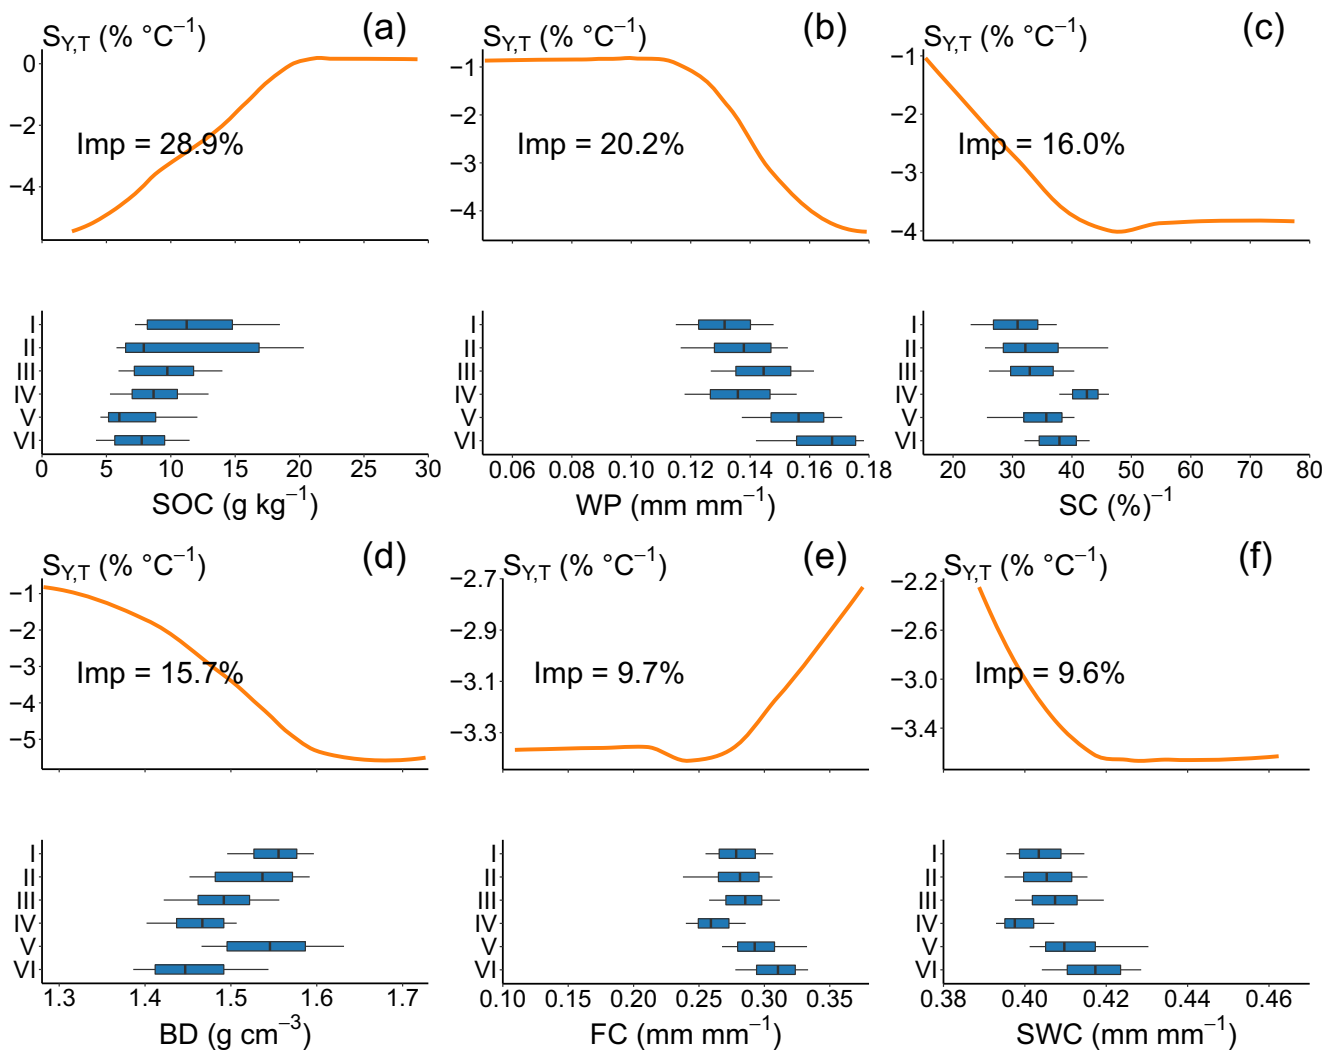 S_Y,T (% °C⁻¹)
(a)
0
−2
−4
Imp = 28.9%
I
II
III
IV
V
VI
0 5 10 15 20 25 30
SOC (g kg⁻¹)
S_Y,T (% °C⁻¹)
(b)
−1
−2
−3
−4
Imp = 20.2%
I
II
III
IV
V
VI
0.06 0.08 0.10 0.12 0.14 0.16 0.18
WP (mm mm⁻¹)
S_Y,T (% °C⁻¹)
(c)
−1
−2
−3
−4
Imp = 16.0%
I
II
III
IV
V
VI
20 30 40 50 60 70 80
SC (%)⁻¹
S_Y,T (% °C⁻¹)
(d)
−1
−2
−3
−4
−5
Imp = 15.7%
I
II
III
IV
V
VI
1.3 1.4 1.5 1.6 1.7
BD (g cm⁻³)
S_Y,T (% °C⁻¹)
(e)
−2.7
−2.9
−3.1
−3.3
Imp = 9.7%
I
II
III
IV
V
VI
0.10 0.15 0.20 0.25 0.30 0.35
FC (mm mm⁻¹)
S_Y,T (% °C⁻¹)
(f)
−2.2
−2.6
−3.0
−3.4
Imp = 9.6%
I
II
III
IV
V
VI
0.38 0.40 0.42 0.44 0.46
SWC (mm mm⁻¹)